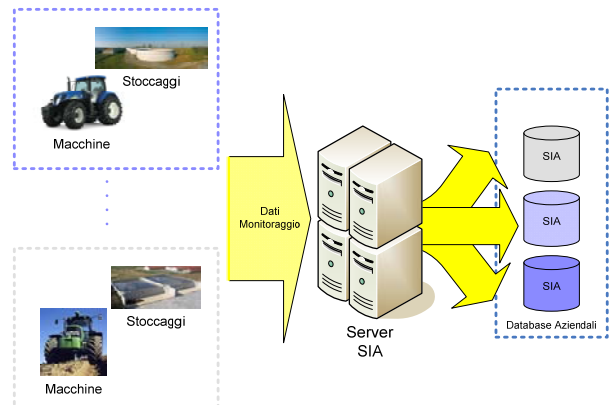 Stoccaggi
Macchine
Stoccaggi
Macchine
Dati
Monitoraggio
Server
SIA
SIA
SIA
SIA
Database Aziendali